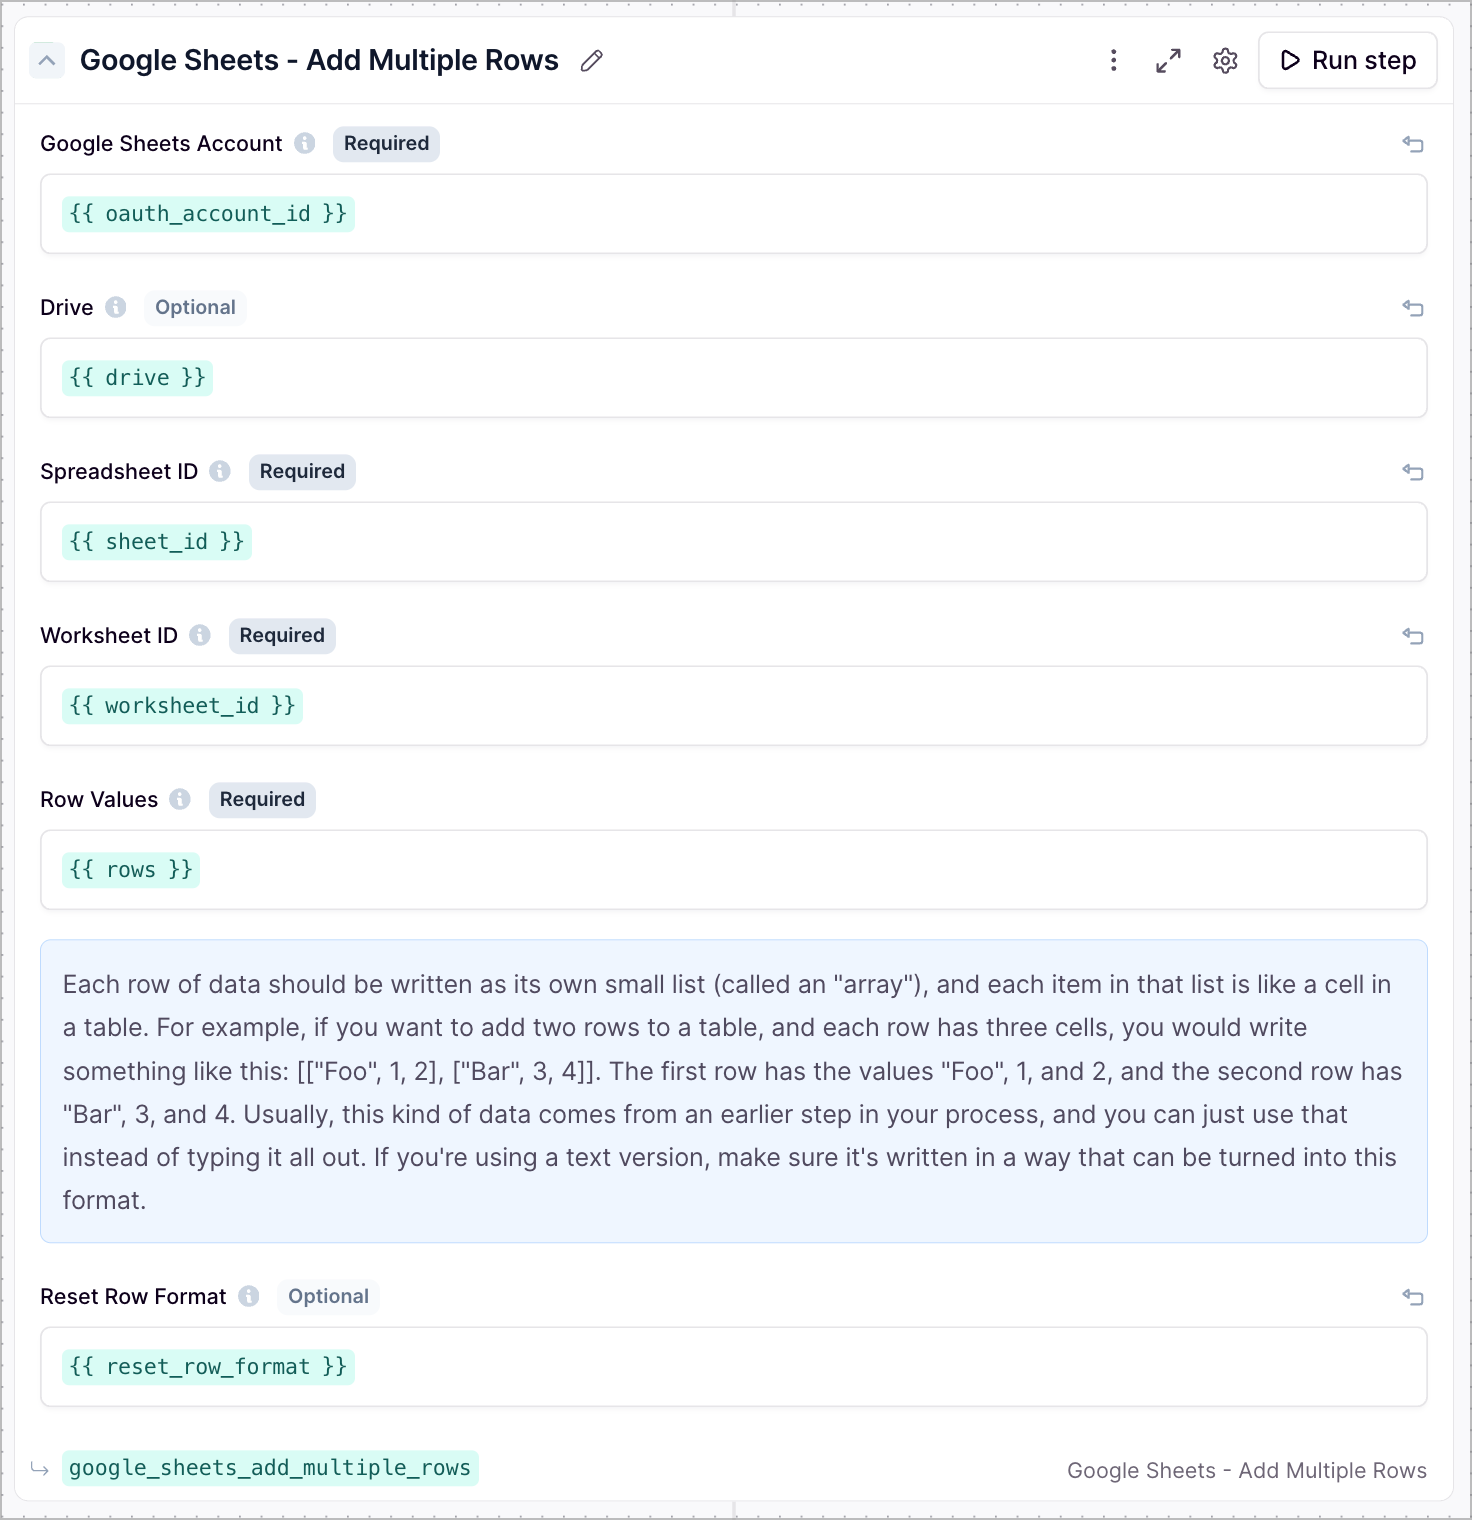 Google Sheets - Add Multiple Rows
Run step
Google Sheets Account Required
{{ oauth_account_id }}
Drive Optional
{{ drive }}
Spreadsheet ID Required
{{ sheet_id }}
Worksheet ID Required
{{ worksheet_id }}
Row Values Required
{{ rows }}
Each row of data should be written as its own small list (called an "array"), and each item in that list is like a cell in
a table. For example, if you want to add two rows to a table, and each row has three cells, you would write
something like this: [["Foo", 1, 2], ["Bar", 3, 4]]. The first row has the values "Foo", 1, and 2, and the second row has
"Bar", 3, and 4. Usually, this kind of data comes from an earlier step in your process, and you can just use that
instead of typing it all out. If you're using a text version, make sure it's written in a way that can be turned into this
format.
Reset Row Format Optional
{{ reset_row_format }}
google_sheets_add_multiple_rows
Google Sheets - Add Multiple Rows